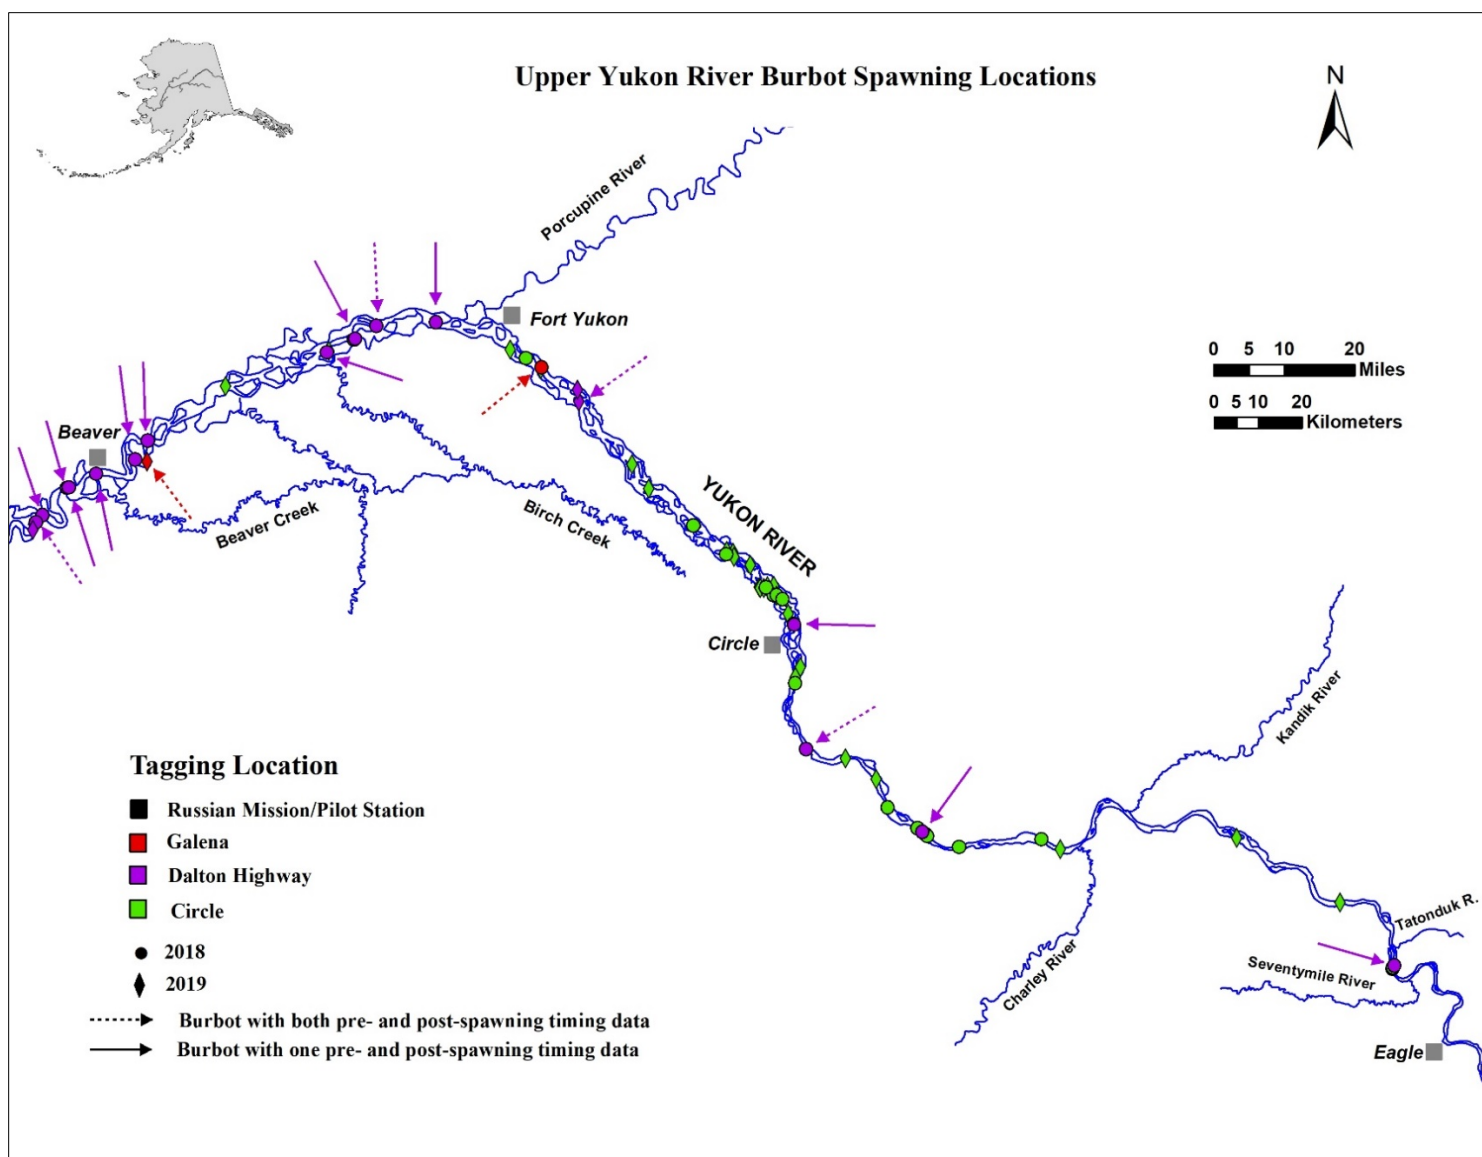 Upper Yukon River Burbot Spawning Locations
N
Porcupine River
Fort Yukon
0 5 10 20
Miles
0 5 10 20
Kilometers
Beaver
Beaver Creek
Birch Creek
YUKON RIVER
Circle
Kandik River
Charley River
Tatonduk R.
Seventymile River
Eagle
Tagging Location
Russian Mission/Pilot Station
Galena
Dalton Highway
Circle
2018
2019
Burbot with both pre- and post-spawning timing data
Burbot with one pre- and post-spawning timing data